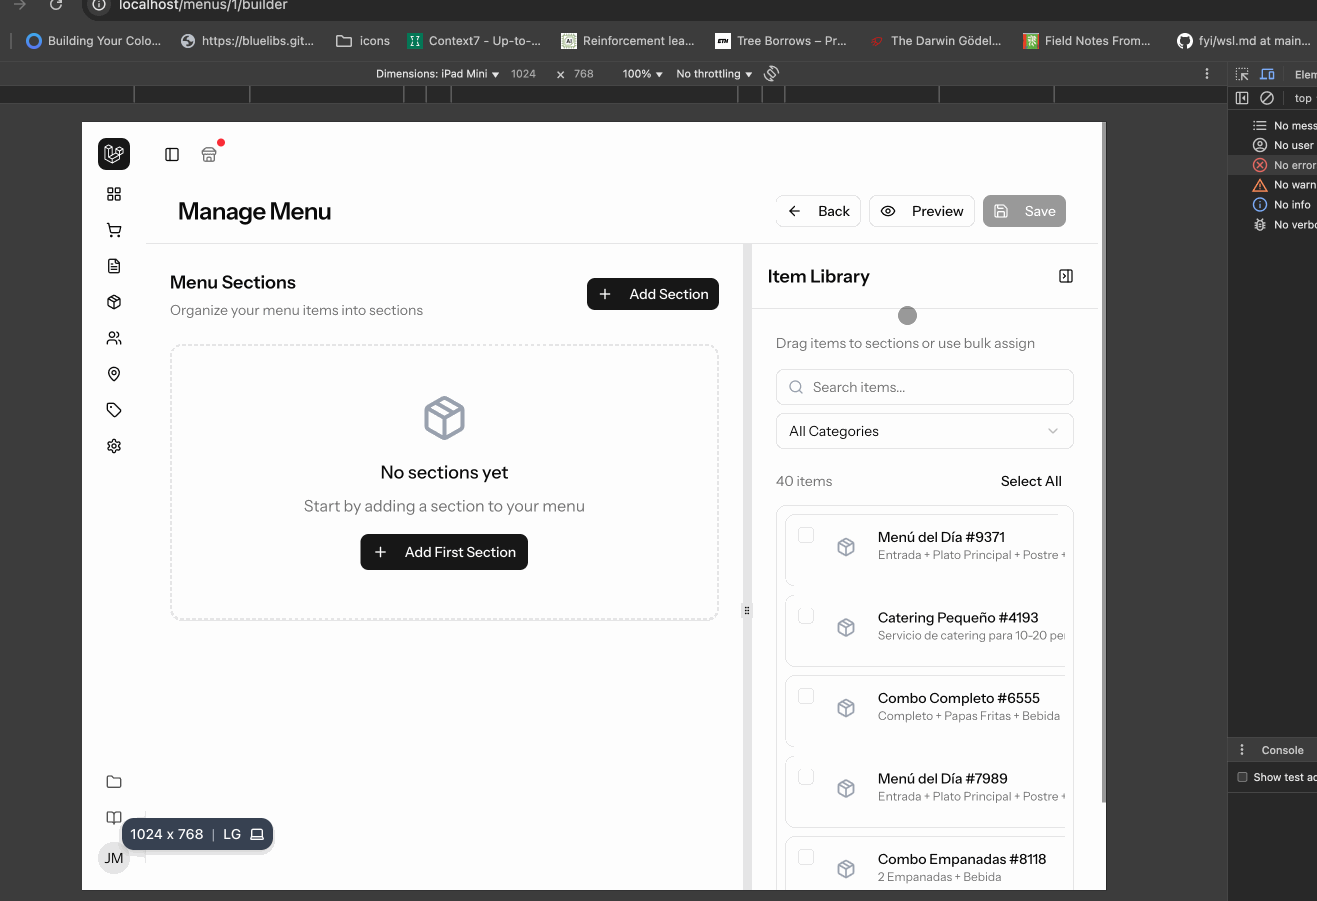 localhost/menus/1/builder
Building Your Colo...
https://bluelibs.git...
icons
Context7 - Up-to-...
Reinforcement lea...
Tree Borrows – Pr...
The Darwin Gödel...
Field Notes From...
fyi/wsl.md at main...
Dimensions: iPad Mini 1024 x 768 100% No throttling
Elem
top
No mess
No user
No error
No warn
No info
No verbo
Manage Menu
Back
Preview
Save
Menu Sections
Organize your menu items into sections
Add Section
No sections yet
Start by adding a section to your menu
Add First Section
Item Library
Drag items to sections or use bulk assign
Search items...
All Categories
40 items
Select All
Menú del Día #9371
Entrada + Plato Principal + Postre +
Catering Pequeño #4193
Servicio de catering para 10-20 per
Combo Completo #6555
Completo + Papas Fritas + Bebida
Menú del Día #7989
Entrada + Plato Principal + Postre +
Combo Empanadas #8118
2 Empanadas + Bebida
1024 x 768 | LG
JM
Console
Show test ad